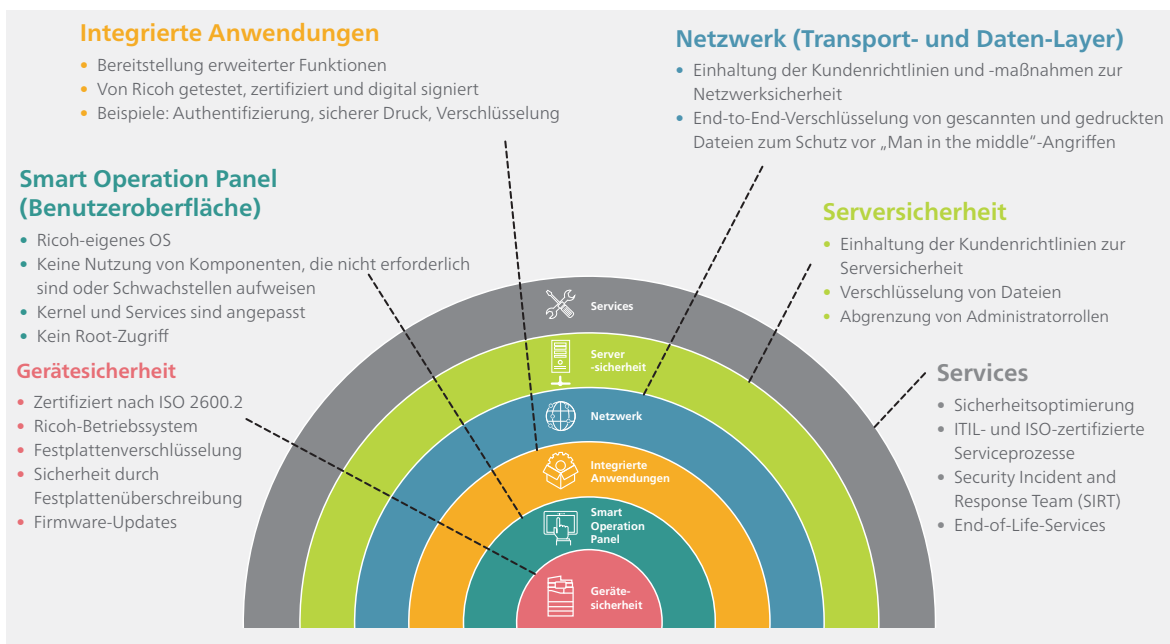 Integrierte Anwendungen
• Bereitstellung erweiterter Funktionen
• Von Ricoh getestet, zertifiziert und digital signiert
• Beispiele: Authentifizierung, sicherer Druck, Verschlüsselung
Netzwerk (Transport- und Daten-Layer)
• Einhaltung der Kundenrichtlinien und -maßnahmen zur
Netzwerksicherheit
• End-to-End-Verschlüsselung von gescannten und gedruckten
Dateien zum Schutz vor „Man in the middle“-Angriffen
Smart Operation Panel
(Benutzeroberfläche)
• Ricoh-eigenes OS
• Keine Nutzung von Komponenten, die nicht erforderlich
sind oder Schwachstellen aufweisen
• Kernel und Services sind angepasst
• Kein Root-Zugriff
Serversicherheit
• Einhaltung der Kundenrichtlinien zur
Serversicherheit
• Verschlüsselung von Dateien
• Abgrenzung von Administratorrollen
Gerätesicherheit
• Zertifiziert nach ISO 2600.2
• Ricoh-Betriebssystem
• Festplattenverschlüsselung
• Sicherheit durch
Festplattenüberschreibung
• Firmware-Updates
Services
• Sicherheitsoptimierung
• ITIL- und ISO-zertifizierte
Serviceprozesse
• Security Incident and
Response Team (SIRT)
• End-of-Life-Services
Services
Server
-sicherheit
Netzwerk
Integrierte
Anwendungen
Smart
Operation
Panel
Geräte-
sicherheit